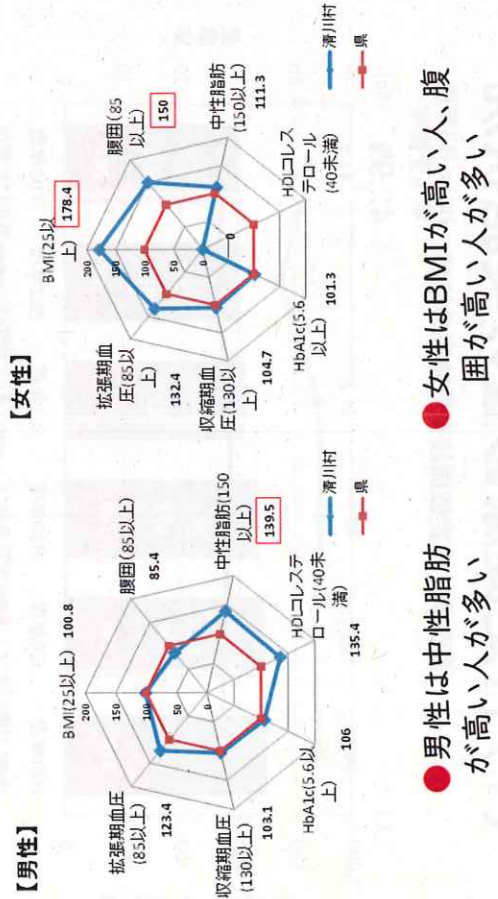 【男性】
BMI(25以上) 100.8
200
150
100
50
0
腹囲(85以上)
85.4
中性脂肪(150
以上)
139.5
HDLコレステ
ロール(40未
満)
135.4
HbA1c(5.6以
上)
106
収縮期血圧
(130以上)
103.1
拡張期血圧
(85以上)
123.4
清川村
県
●男性は中性脂肪
が高い人が多い
【女性】
BMI(25以
上)
178.4
200
150
100
50
0
腹囲(85
以上)
150
中性脂肪
(150以上)
111.3
HDLコレス
テロール
(40未満)
0
HbA1c(5.6
以上)
101.3
収縮期血
圧(130以
上)
104.7
拡張期血
圧(85以
上)
132.4
清川村
県
●女性はBMIが高い人、腹
囲が高い人が多い